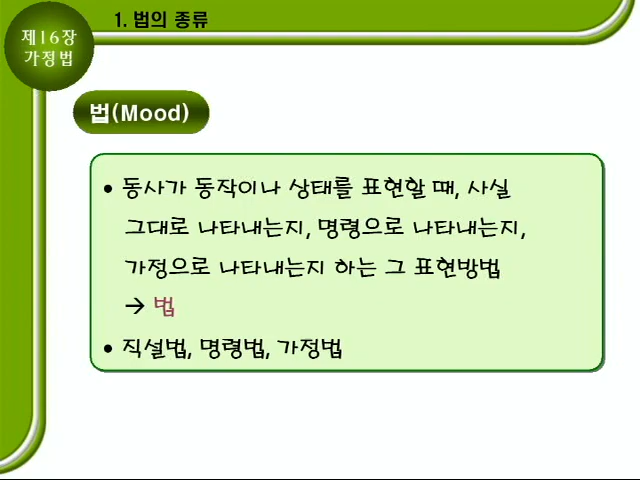 제16장
가정법
1. 법의 종류
법(Mood)
• 동사가 동작이나 상태를 표현할 때, 사실
그대로 나타내는지, 명령으로 나타내는지,
가정으로 나타내는지 하는 그 표현방법
→ 법
• 직설법, 명령법, 가정법